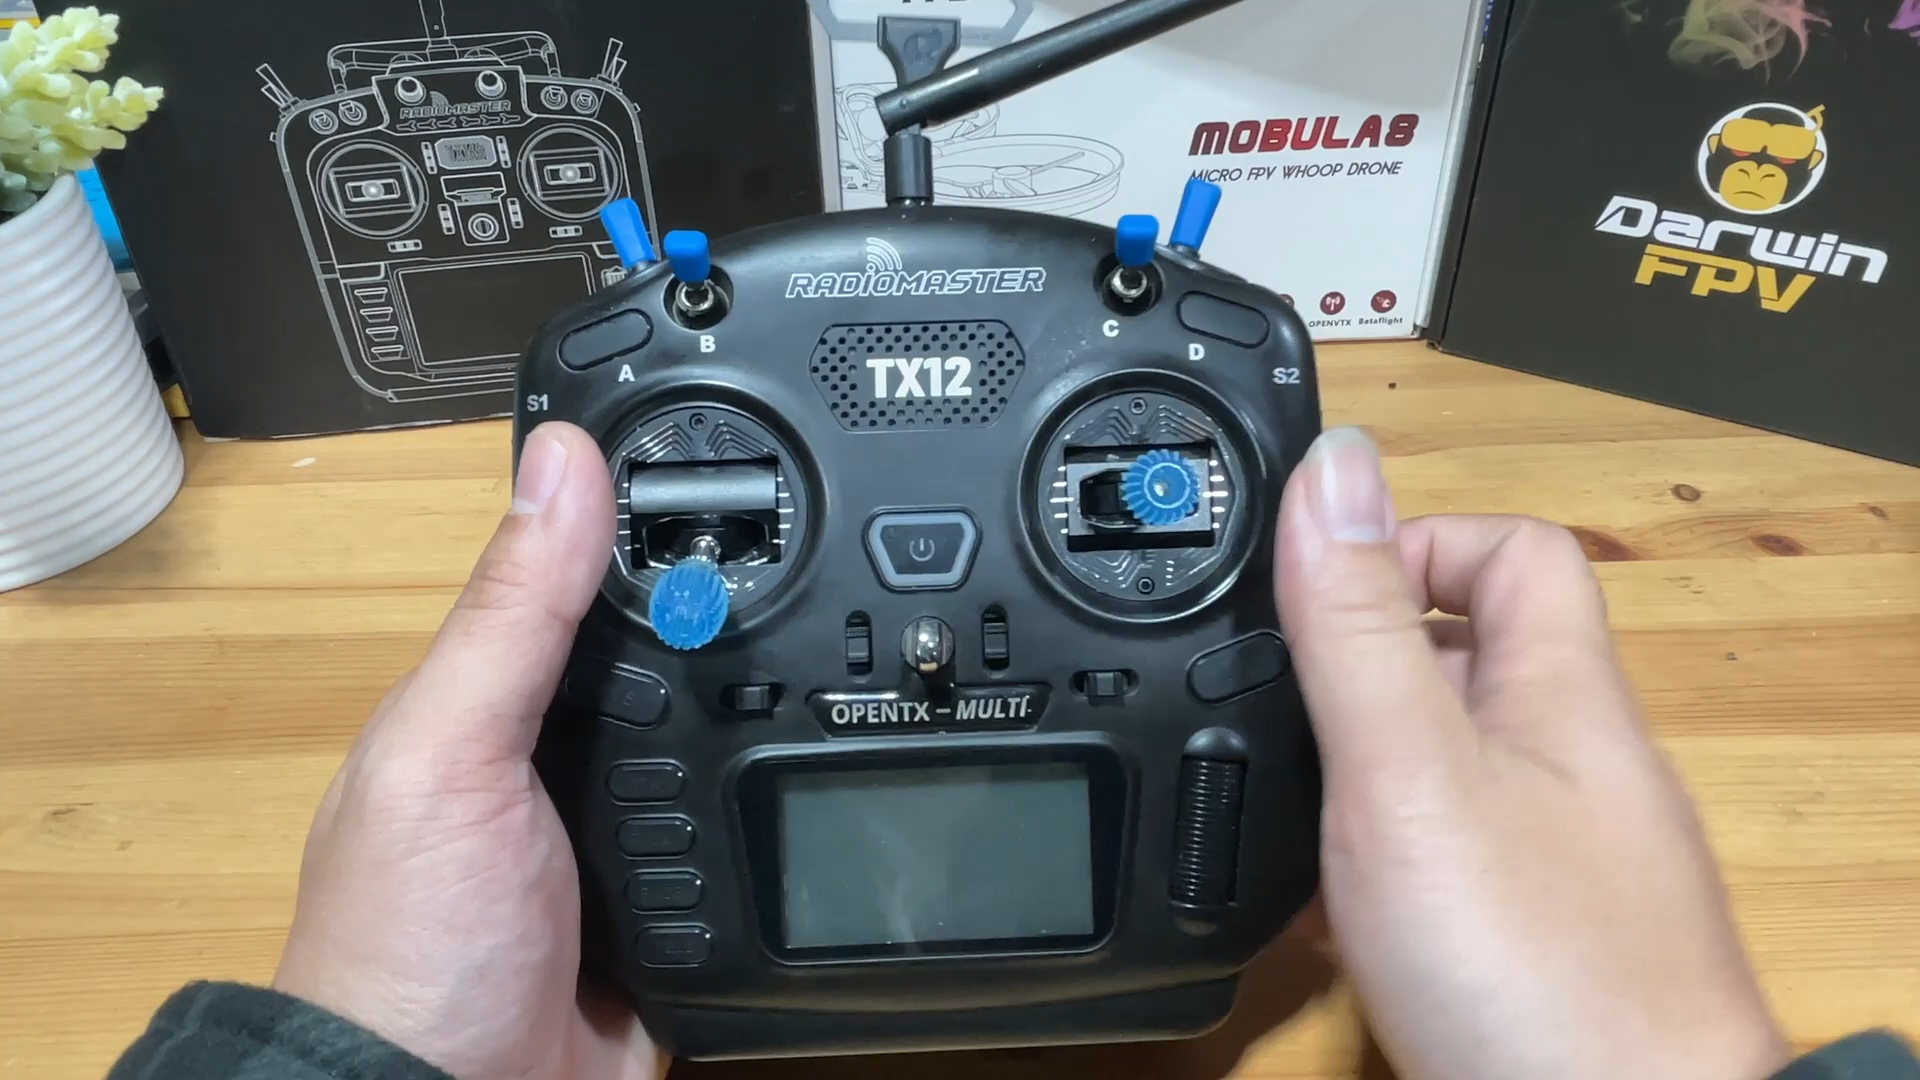 RADIOMASTER
MOBULA8
MICRO FPV WHOOP DRONE
OPENVTX
Betaflight
Darwin
FPV
RADIOMASTER
TX12
A
B
C
D
S1
S2
OPENTX - MULTI